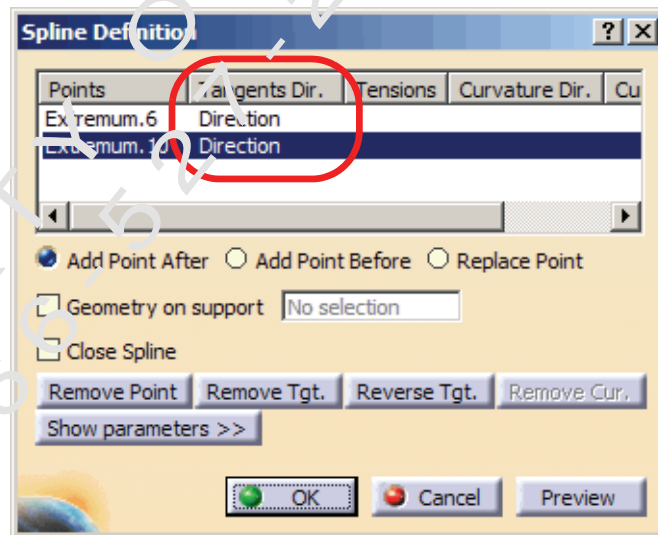 Spline Definition
Points Tangents Dir. Tensions Curvature Dir. Cu
Extremum.6 Direction
Extremum.10 Direction
Add Point After Add Point Before Replace Point
Geometry on support No selection
Close Spline
Remove Point Remove Tgt. Reverse Tgt. Remove Cur.
Show parameters >>
OK Cancel Preview